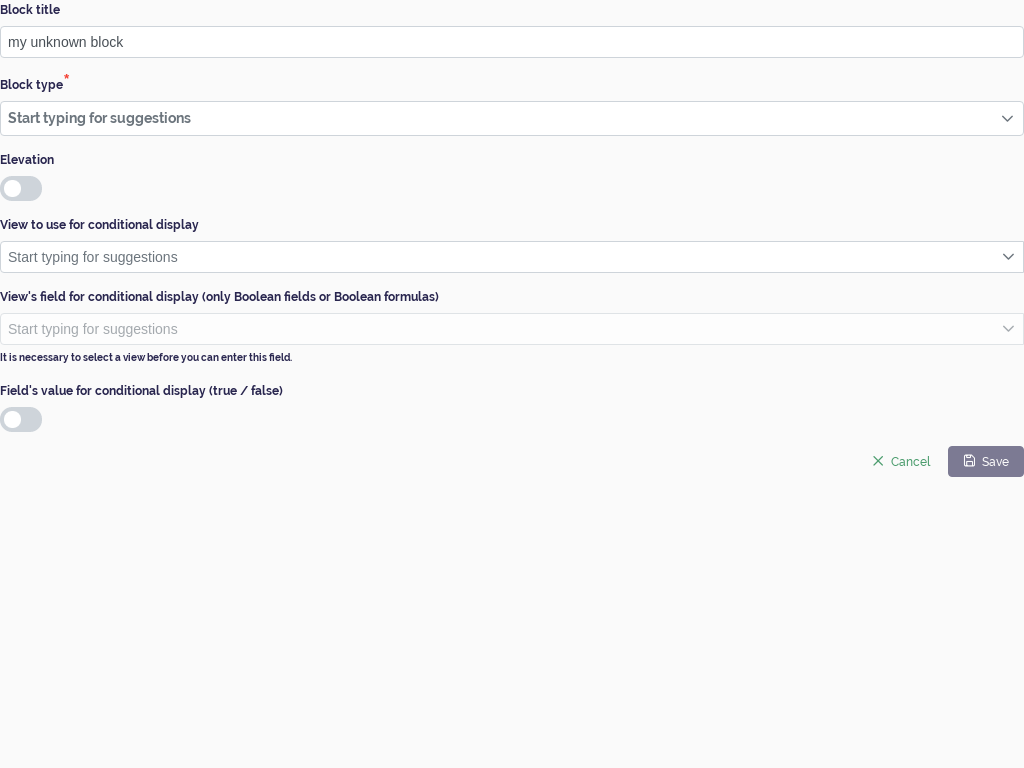 Block title
my unknown block
Block type*
Start typing for suggestions
Elevation
View to use for conditional display
Start typing for suggestions
View's field for conditional display (only Boolean fields or Boolean formulas)
Start typing for suggestions
It is necessary to select a view before you can enter this field.
Field's value for conditional display (true / false)
Cancel Save